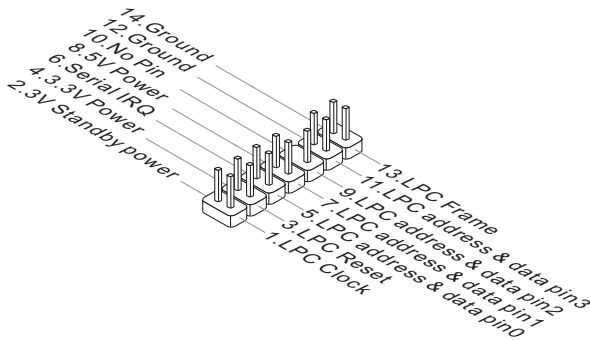 14.Ground
12.Ground
10.No Pin
8.5V Power
6.Serial IRQ
4.3.3V Power
2.3V Standby power
13.LPC Frame
11.LPC address & data pin3
9.LPC address & data pin2
7.LPC address & data pin1
5.LPC address & data pin0
3.LPC Reset
1.LPC Clock